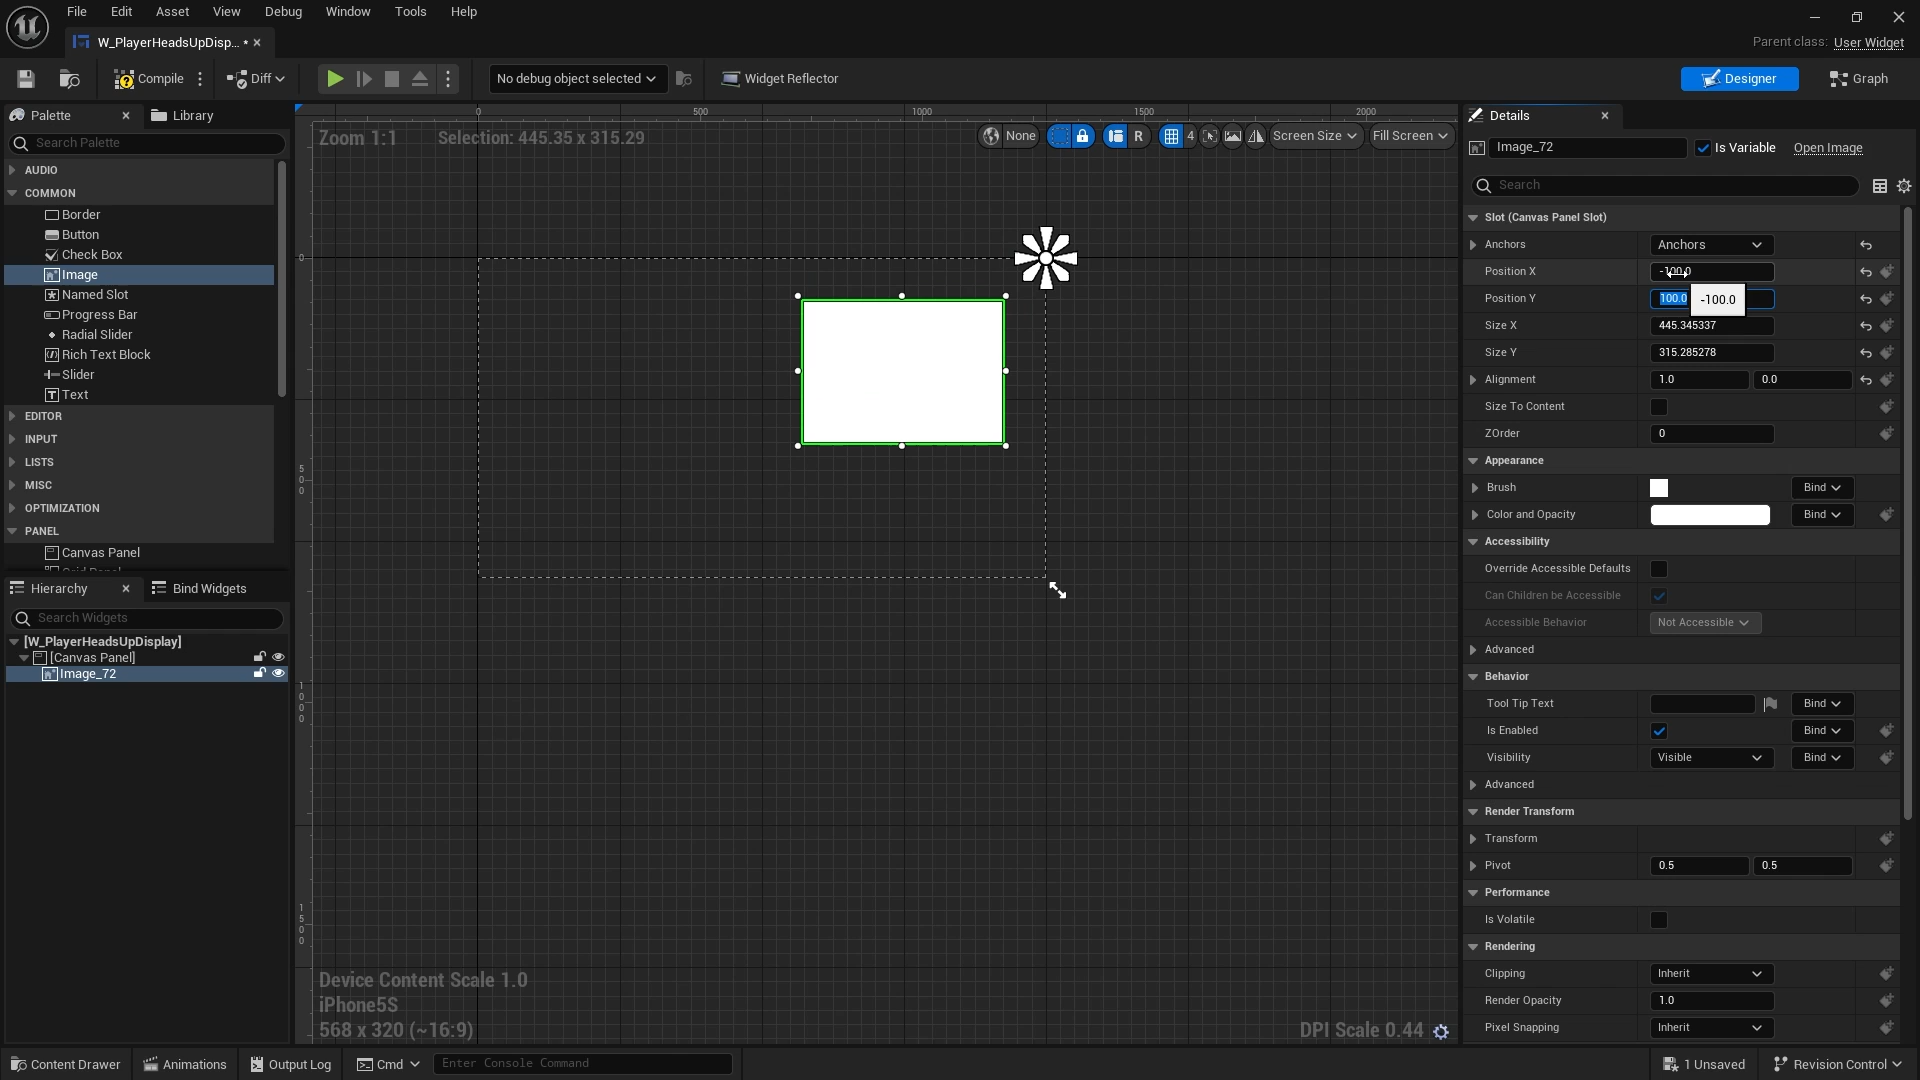 File Edit Asset View Debug Window Tools Help
W_PlayerHeadsUpDisp... •
Parent class: User Widget
Compile Diff No debug object selected Widget Reflector Designer Graph
Palette Library
Search Palette
AUDIO
COMMON
Border
Button
Check Box
Image
Named Slot
Progress Bar
Radial Slider
Rich Text Block
Slider
Text
EDITOR
INPUT
LISTS
MISC
OPTIMIZATION
PANEL
Canvas Panel
Hierarchy Bind Widgets
Search Widgets
[W_PlayerHeadsUpDisplay]
[Canvas Panel]
Image_72
0 500 1000 1500 2000
Zoom 1:1 Selection: 445.35 x 315.29
None R 4 Screen Size Fill Screen
0
500
1000
1500
Device Content Scale 1.0
iPhone5S
568 x 320 (~16:9)
DPI Scale 0.44
Details
Image_72 Is Variable Open Image
Search
Slot (Canvas Panel Slot)
Anchors Anchors
Position X -100.0
Position Y 100.0
-100.0
Size X 445.345337
Size Y 315.285278
Alignment 1.0 0.0
Size To Content
ZOrder 0
Appearance
Brush Bind
Color and Opacity Bind
Accessibility
Override Accessible Defaults
Can Children be Accessible
Accessible Behavior Not Accessible
Advanced
Behavior
Tool Tip Text Bind
Is Enabled Bind
Visibility Visible Bind
Advanced
Render Transform
Transform
Pivot 0.5 0.5
Performance
Is Volatile
Rendering
Clipping Inherit
Render Opacity 1.0
Pixel Snapping Inherit
Content Drawer Animations Output Log Cmd Enter Console Command 1 Unsaved Revision Control